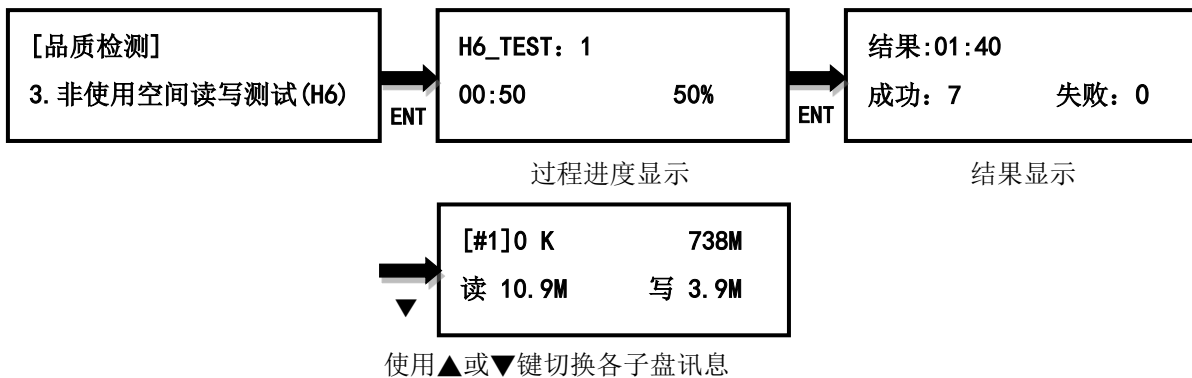 [品质检测]
3.非使用空间读写测试(H6)
ENT
H6_TEST：1
00:50 50%
ENT
结果:01:40
成功：7 失败：0
过程进度显示
结果显示
▼
[#1]0 K 738M
读 10.9M 写 3.9M
使用▲或▼键切换各子盘讯息